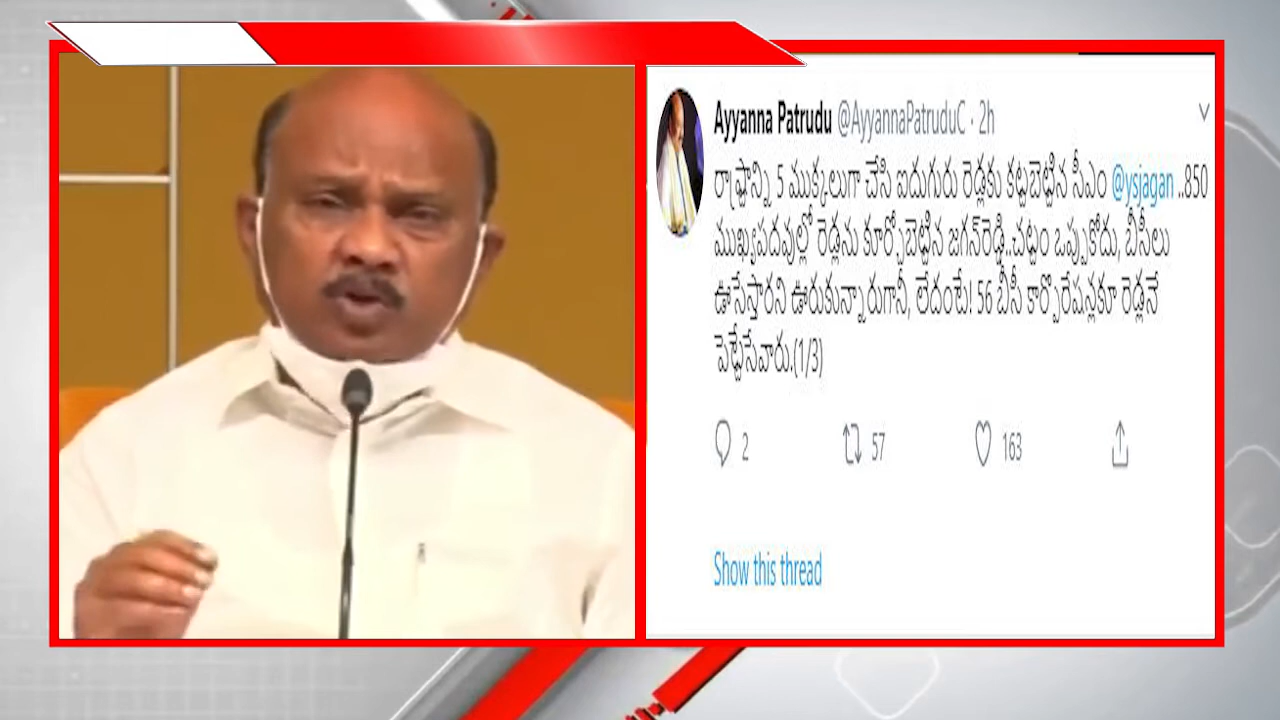 Ayyanna Patrudu @AyyannaPatruduC · 2h
రాష్ట్రాన్ని 5 ముక్కలుగా చేసి ఐదుగురు రెడ్లకు కట్టబెట్టిన సీఎం @ysjagan ..850
ముఖ్యపదవుల్లో రెడ్లను కూర్చోబెట్టిన జగన్‌రెడ్డి..చట్టం ఒప్పుకోదు, బీసీలు
ఊసేస్తారని ఊరుకున్నారుగానీ, లేదంటే! 56 బీసీ కార్పొరేషన్లకూ రెడ్లనే
పెట్టేసేవారు.(1/3)
2 57 163
Show this thread